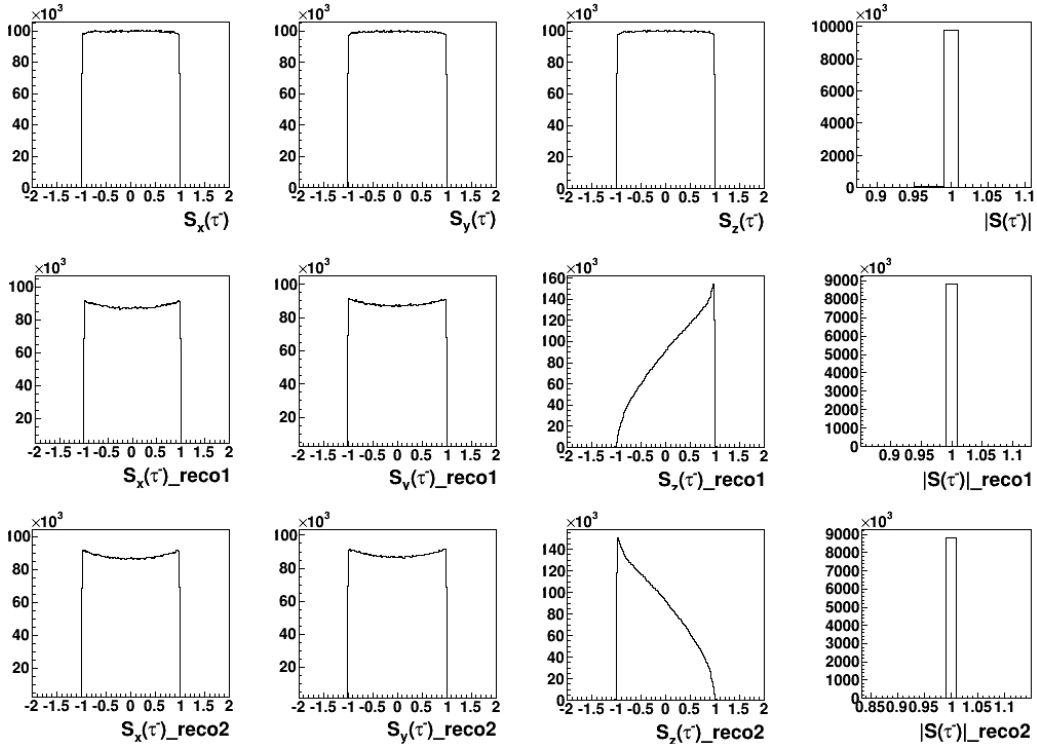 ×10³ ×10³ ×10³ ×10³
100 100 100 10000
80 80 80 8000
60 60 60 6000
40 40 40 4000
20 20 20 2000
0 0 0 0
-2 -1.5 -1 -0.5 0 0.5 1 1.5 2 -2 -1.5 -1 -0.5 0 0.5 1 1.5 2 -2 -1.5 -1 -0.5 0 0.5 1 1.5 2 0.9 0.95 1 1.05 1.1
Sx(τ-) Sy(τ-) Sz(τ-) |S(τ-)|
×10³ ×10³ ×10³ ×10³
100 100 160 9000
80 80 140 8000
60 60 120 7000
40 40 100 6000
20 20 80 5000
60 4000
40 3000
20 2000
0 1000
0
-2 -1.5 -1 -0.5 0 0.5 1 1.5 2 -2 -1.5 -1 -0.5 0 0.5 1 1.5 2 -2 -1.5 -1 -0.5 0 0.5 1 1.5 2 0.9 0.95 1 1.05 1.1
Sx(τ-)_reco1 Sy(τ-)_reco1 Sz(τ-)_reco1 |S(τ-)|_reco1
×10³ ×10³ ×10³ ×10³
100 100 140 9000
80 80 120 8000
60 60 100 7000
40 40 80 6000
20 20 60 5000
40 4000
20 3000
0 2000
1000
0
-2 -1.5 -1 -0.5 0 0.5 1 1.5 2 -2 -1.5 -1 -0.5 0 0.5 1 1.5 2 -2 -1.5 -1 -0.5 0 0.5 1 1.5 2 0.85 0.9 0.95 1 1.05 1.1
Sx(τ-)_reco2 Sy(τ-)_reco2 Sz(τ-)_reco2 |S(τ-)|_reco2